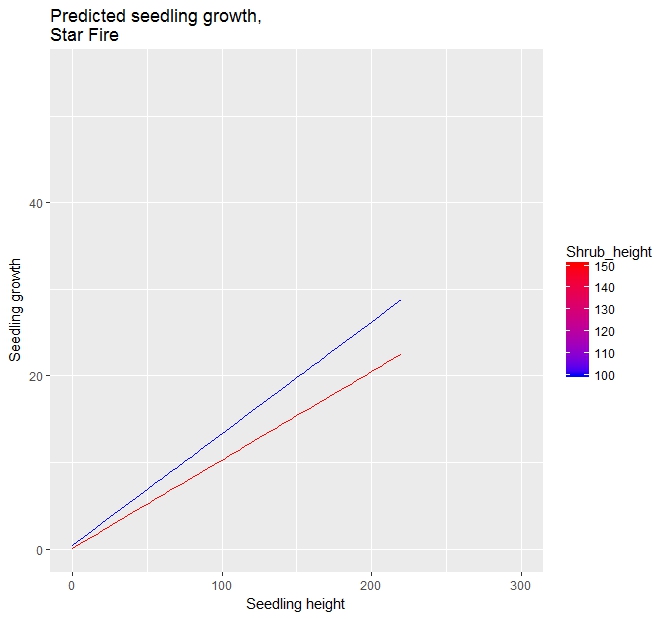 Predicted seedling growth,
Star Fire
Seedling growth
40
20
0
0
100
200
300
Seedling height
Shrub_height
150
140
130
120
110
100